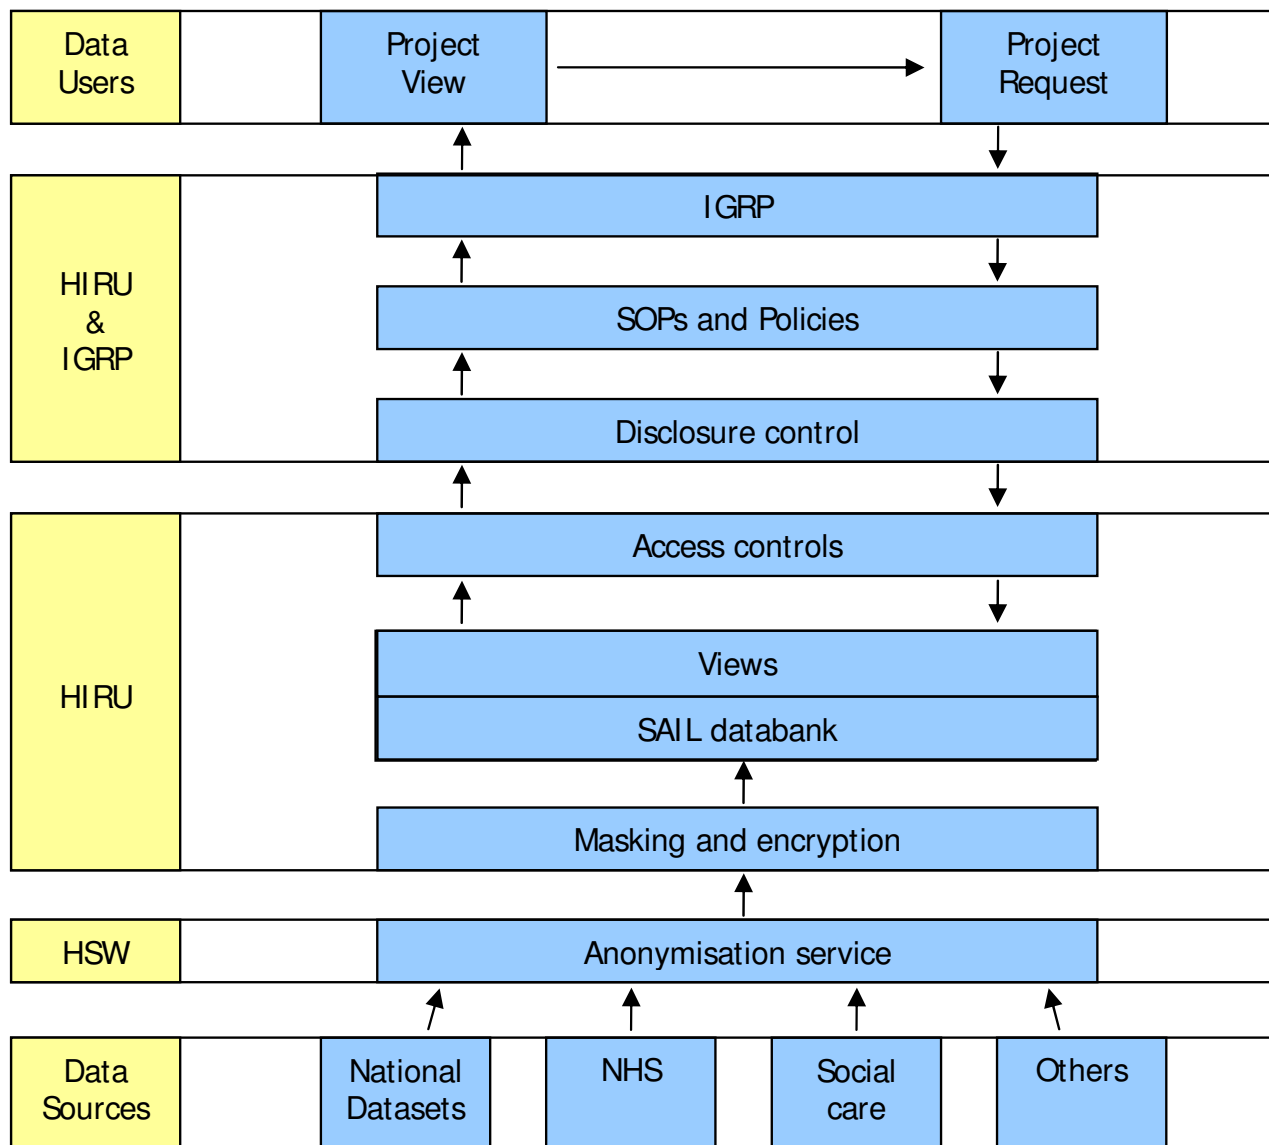 Data
Users
Project
View
Project
Request
HIRU
&
IGRP
IGRP
SOPs and Policies
Disclosure control
HIRU
Access controls
Views
SAIL databank
Masking and encryption
HSW
Anonymisation service
Data
Sources
National
Datasets
NHS
Social
care
Others